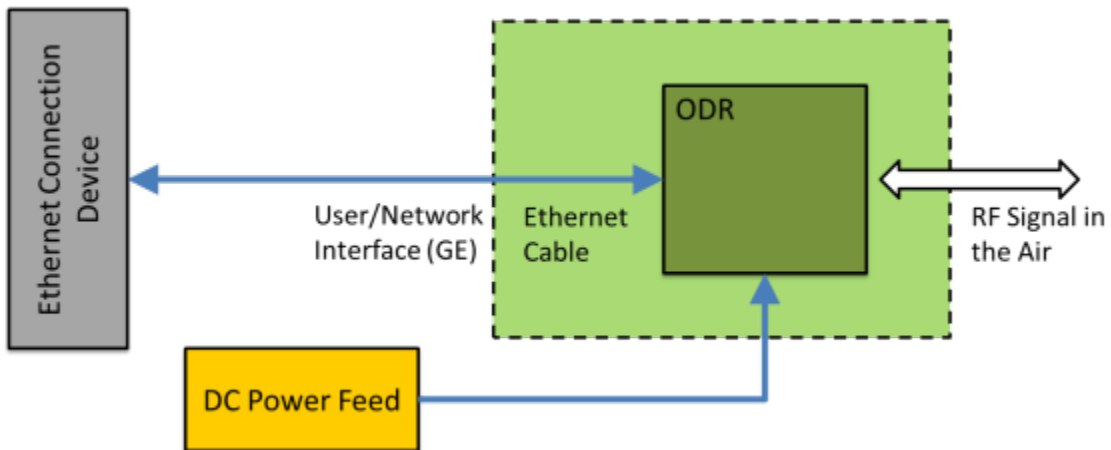 Ethernet Connection
Device
ODR
User/Network
Interface (GE)
Ethernet
Cable
RF Signal in
the Air
DC Power Feed